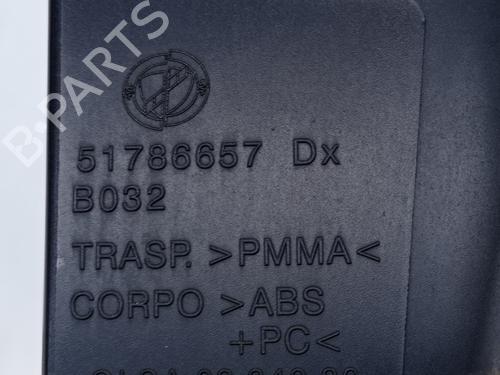 B-PARTS
51786657 Dx
B032
TRASP. >PMMA<
CORPO >ABS
+PC<